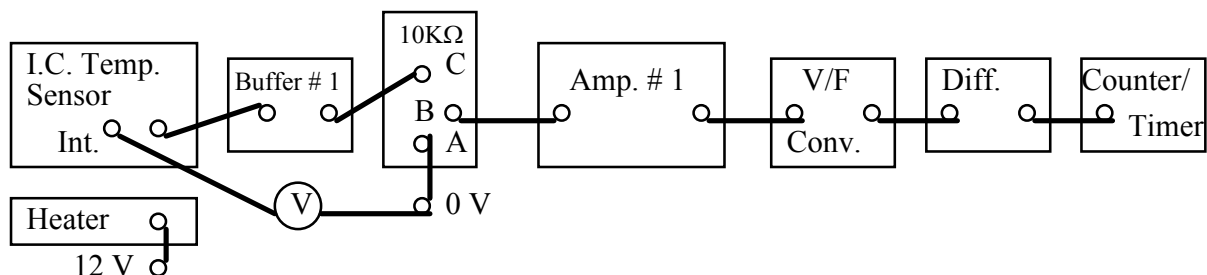 10KΩ
I.C. Temp.
Sensor
Int.
Buffer # 1
C
B
A
Amp. # 1
V/F
Conv.
Diff.
Counter/
Timer
V
0 V
Heater
12 V